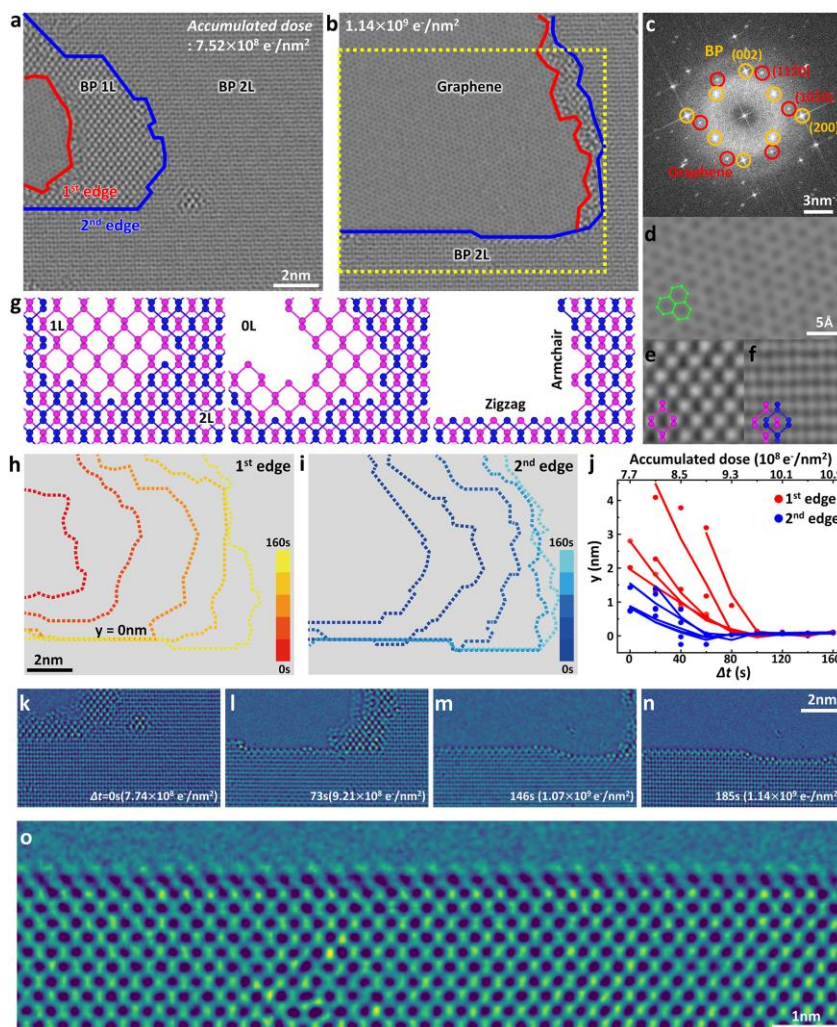 a
Accumulated dose
: 7.52×10⁸ e⁻/nm²
BP 1L
BP 2L
1st edge
2nd edge
2nm
b
1.14×10⁹ e⁻/nm²
Graphene
BP 2L
c
BP
(002)
(200)
Graphene
3nm
d
5Å
e
f
g
1L
2L
0L
Zigzag
Armchair
h
1st edge
160s
0s
y = 0nm
2nm
i
2nd edge
160s
0s
j
Accumulated dose (10⁸ e⁻/nm²)
7.7 8.5 9.3 10.1 10.9
1st edge
2nd edge
y (nm)
4
3
2
1
0
0 40 80 120 160
Δt (s)
k
Δt=0s(7.74×10⁸ e⁻/nm²)
l
73s(9.21×10⁸ e⁻/nm²)
m
146s (1.07×10⁹ e⁻/nm²)
n
2nm
185s (1.14×10⁹ e⁻/nm²)
o
1nm